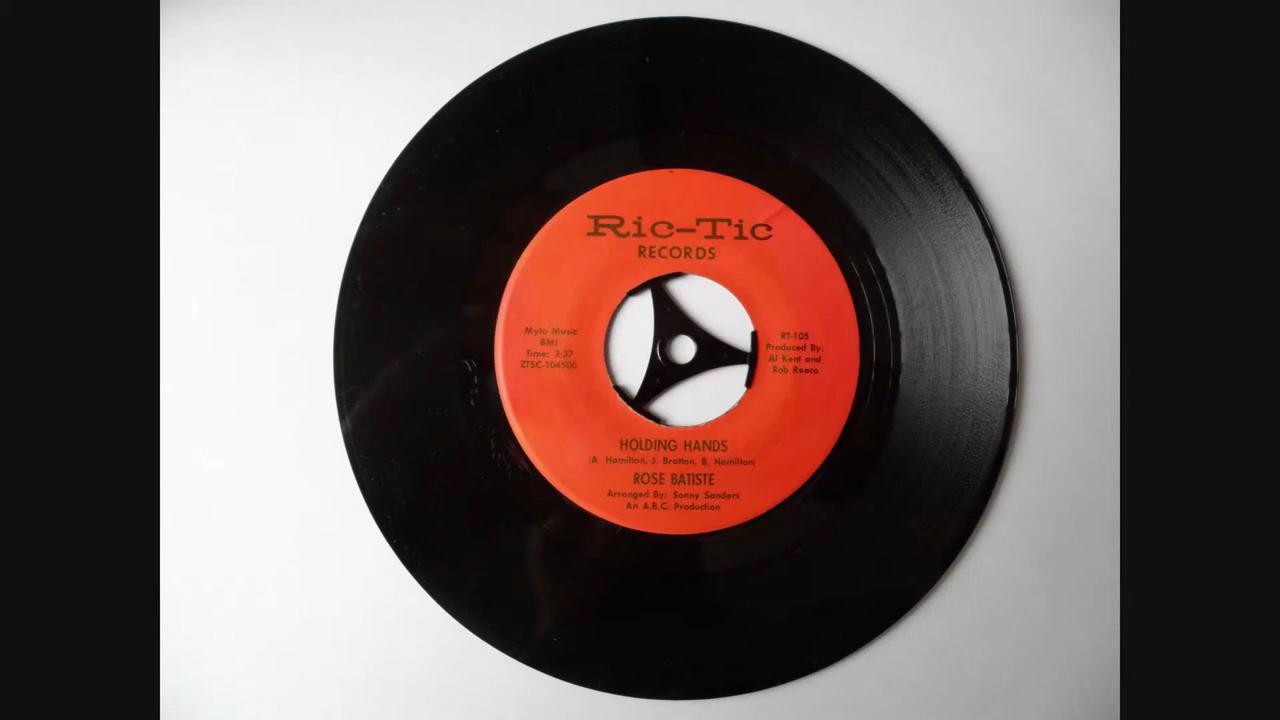 Ric-Tic
RECORDS
Myto Music
BMI
Time: 2:37
ZTSC-104500
RT-105
Produced By:
Al Kent and
Rob Reeco
HOLDING HANDS
(A. Hamilton, J. Bratton, B. Hamilton)
ROSE BATISTE
Arranged By: Sonny Sanders
An A.B.C. Production